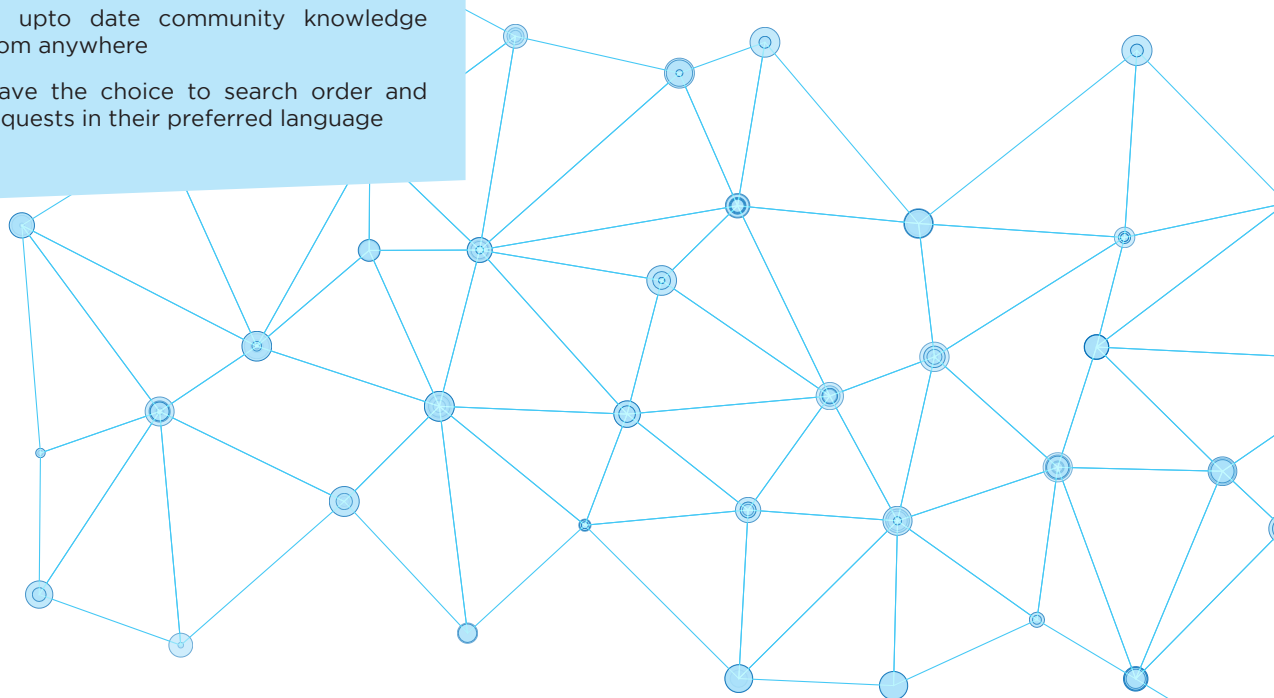 upto date community knowledge
om anywhere
ave the choice to search order and
quests in their preferred language